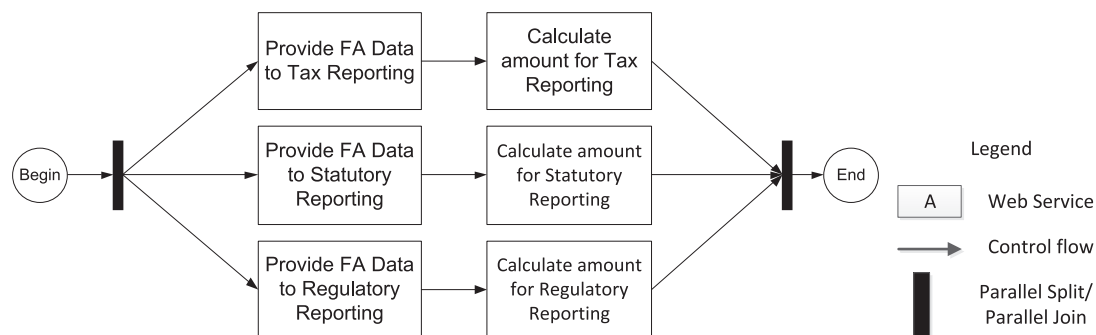 Begin
Provide FA Data
to Tax Reporting
Calculate
amount for Tax
Reporting
Provide FA Data
to Statutory
Reporting
Calculate amount
for Statutory
Reporting
Provide FA Data
to Regulatory
Reporting
Calculate amount
for Regulatory
Reporting
End
Legend
A
Web Service
Control flow
Parallel Split/
Parallel Join